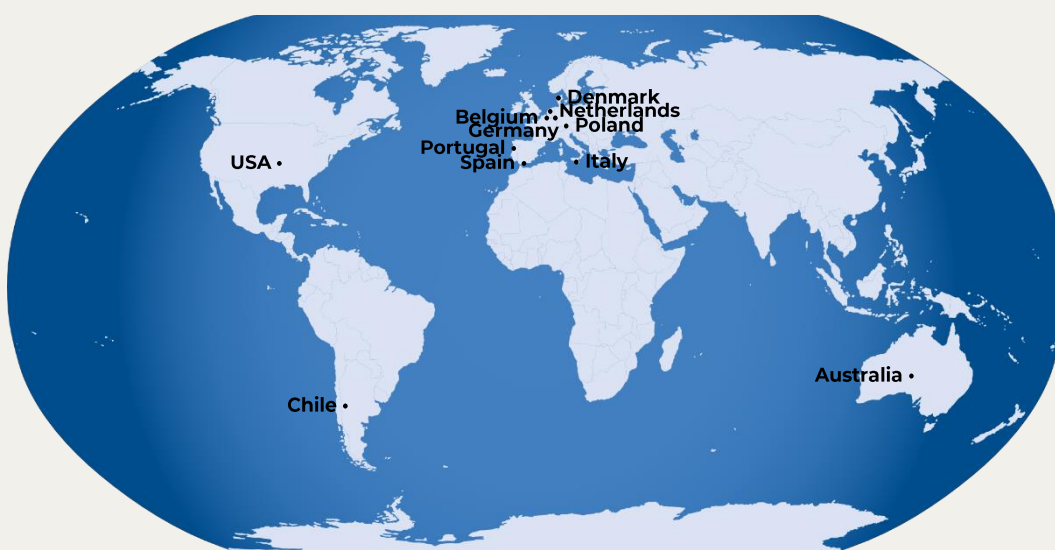 Denmark
Netherlands
Belgium
Poland
Germany
Portugal
Italy
Spain
USA
Australia
Chile